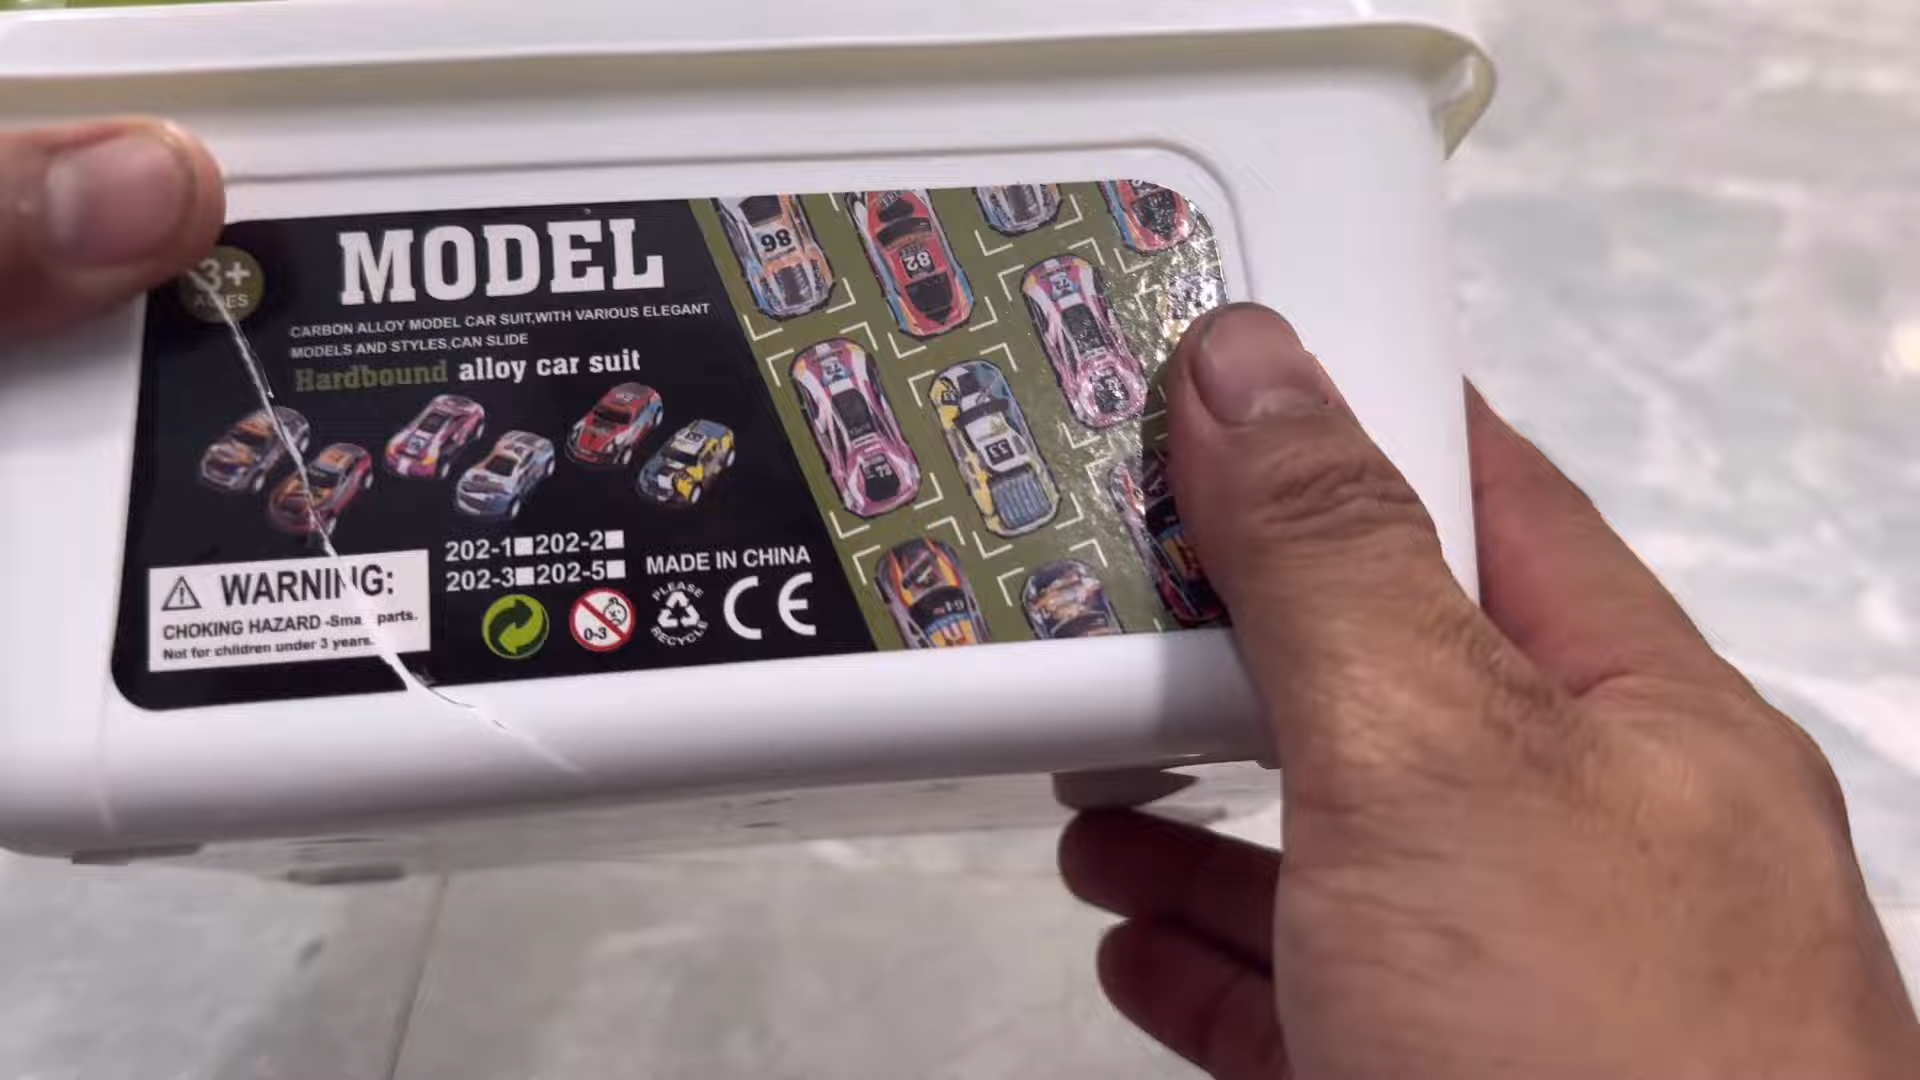 3+
MODEL
CARBON ALLOY MODEL CAR SUIT,WITH VARIOUS ELEGANT
MODELS AND STYLES,CAN SLIDE
Hardbound alloy car suit
WARNING:
CHOKING HAZARD -Sma parts.
Not for children under 3 years.
202-1 202-2
202-3 202-5
MADE IN CHINA
0-3
PLEASE
RECYCLE
CE
86
82
33